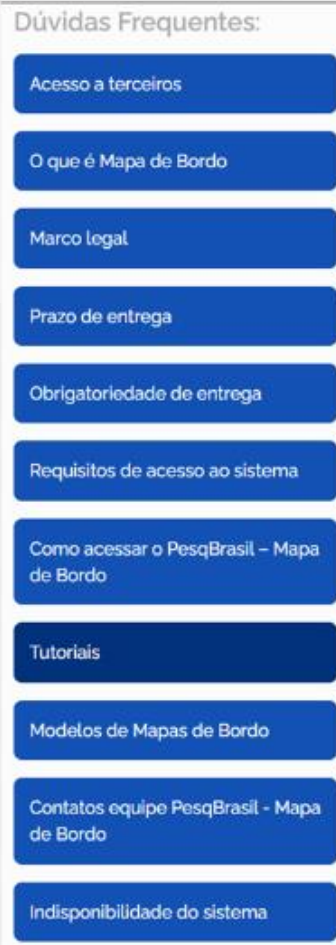 Dúvidas Frequentes:
Acesso a terceiros
O que é Mapa de Bordo
Marco legal
Prazo de entrega
Obrigatoriedade de entrega
Requisitos de acesso ao sistema
Como acessar o PesqBrasil – Mapa
de Bordo
Tutoriais
Modelos de Mapas de Bordo
Contatos equipe PesqBrasil - Mapa
de Bordo
Indisponibilidade do sistema